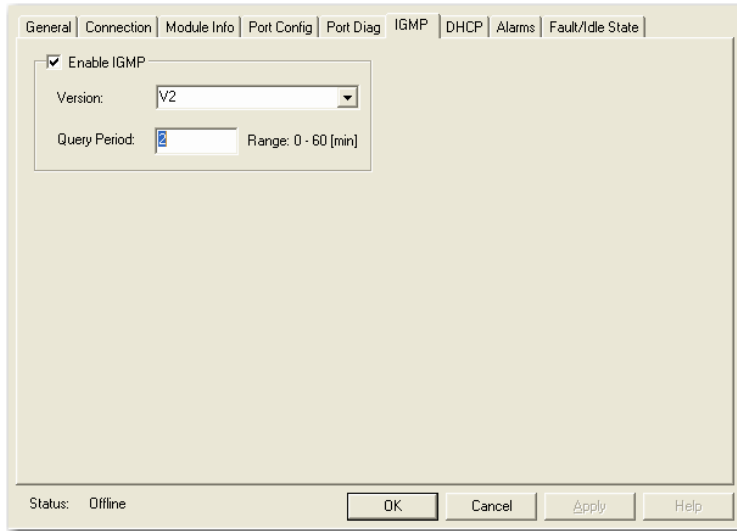 General Connection Module Info Port Config Port Diag IGMP DHCP Alarms Fault/Idle State
Enable IGMP
Version: V2
Query Period: 2 Range: 0 - 60 [min]
Status: Offline OK Cancel Apply Help